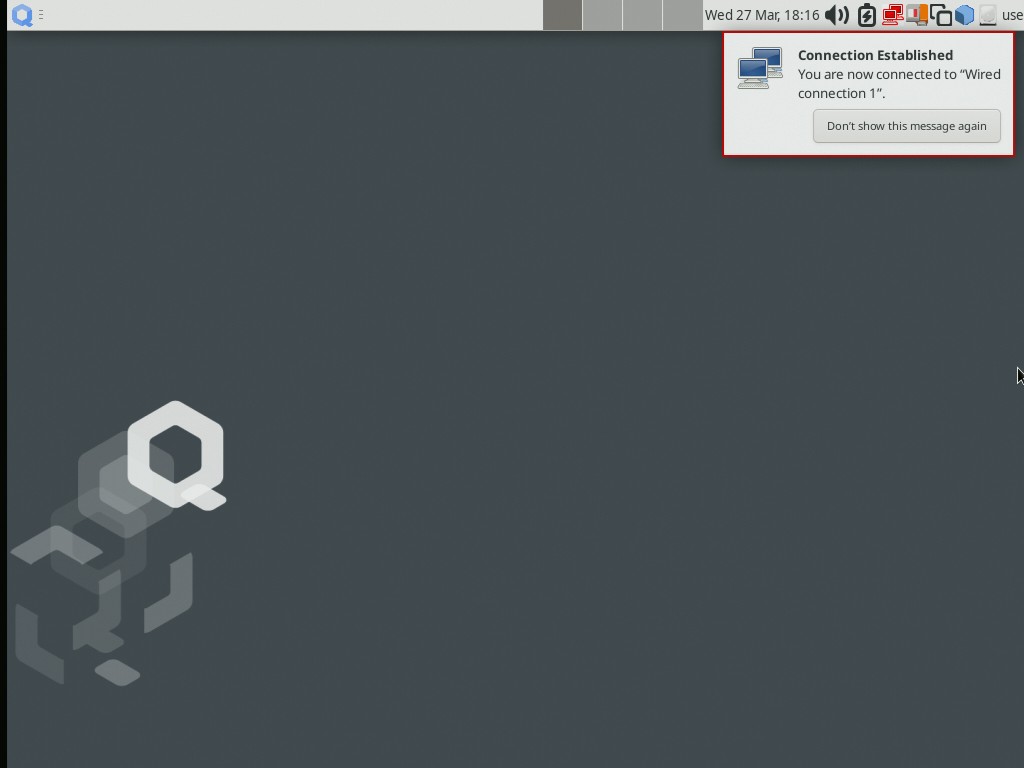 Wed 27 Mar, 18:16 use
Connection Established
You are now connected to “Wired
connection 1”.
Don’t show this message again